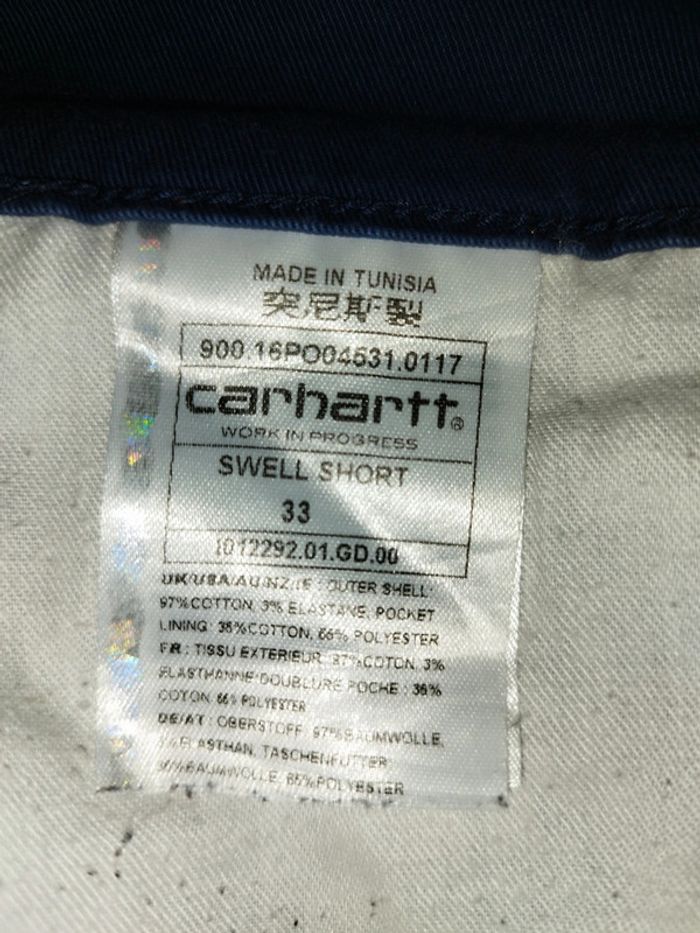 MADE IN TUNISIA
突尼斯製
900.16PO04531.0117
carhartt®
WORK IN PROGRESS
SWELL SHORT
33
I012292.01.GD.00
UK/USA/AU/NZ/IE : OUTER SHELL:
97%COTTON, 3% ELASTANE, POCKET
LINING: 35%COTTON, 65% POLYESTER
FR : TISSU EXTERIEUR 97%COTON, 3%
ELASTHANNE DOUBLURE POCHE : 35%
COTON, 65% POLYESTER
DE/AT : OBERSTOFF: 97%BAUMWOLLE,
3%ELASTHAN, TASCHENFUTTER
35%BAUMWOLLE, 65%POLYESTER